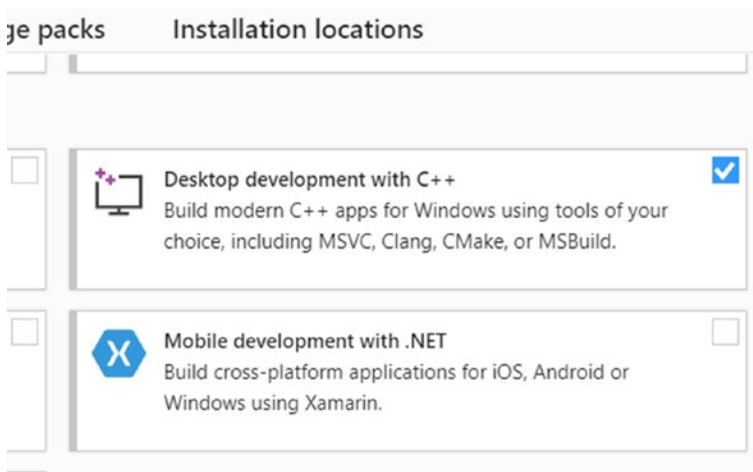 packs
Installation locations
Desktop development with C++
Build modern C++ apps for Windows using tools of your
choice, including MSVC, Clang, CMake, or MSBuild.
Mobile development with .NET
Build cross-platform applications for iOS, Android or
Windows using Xamarin.